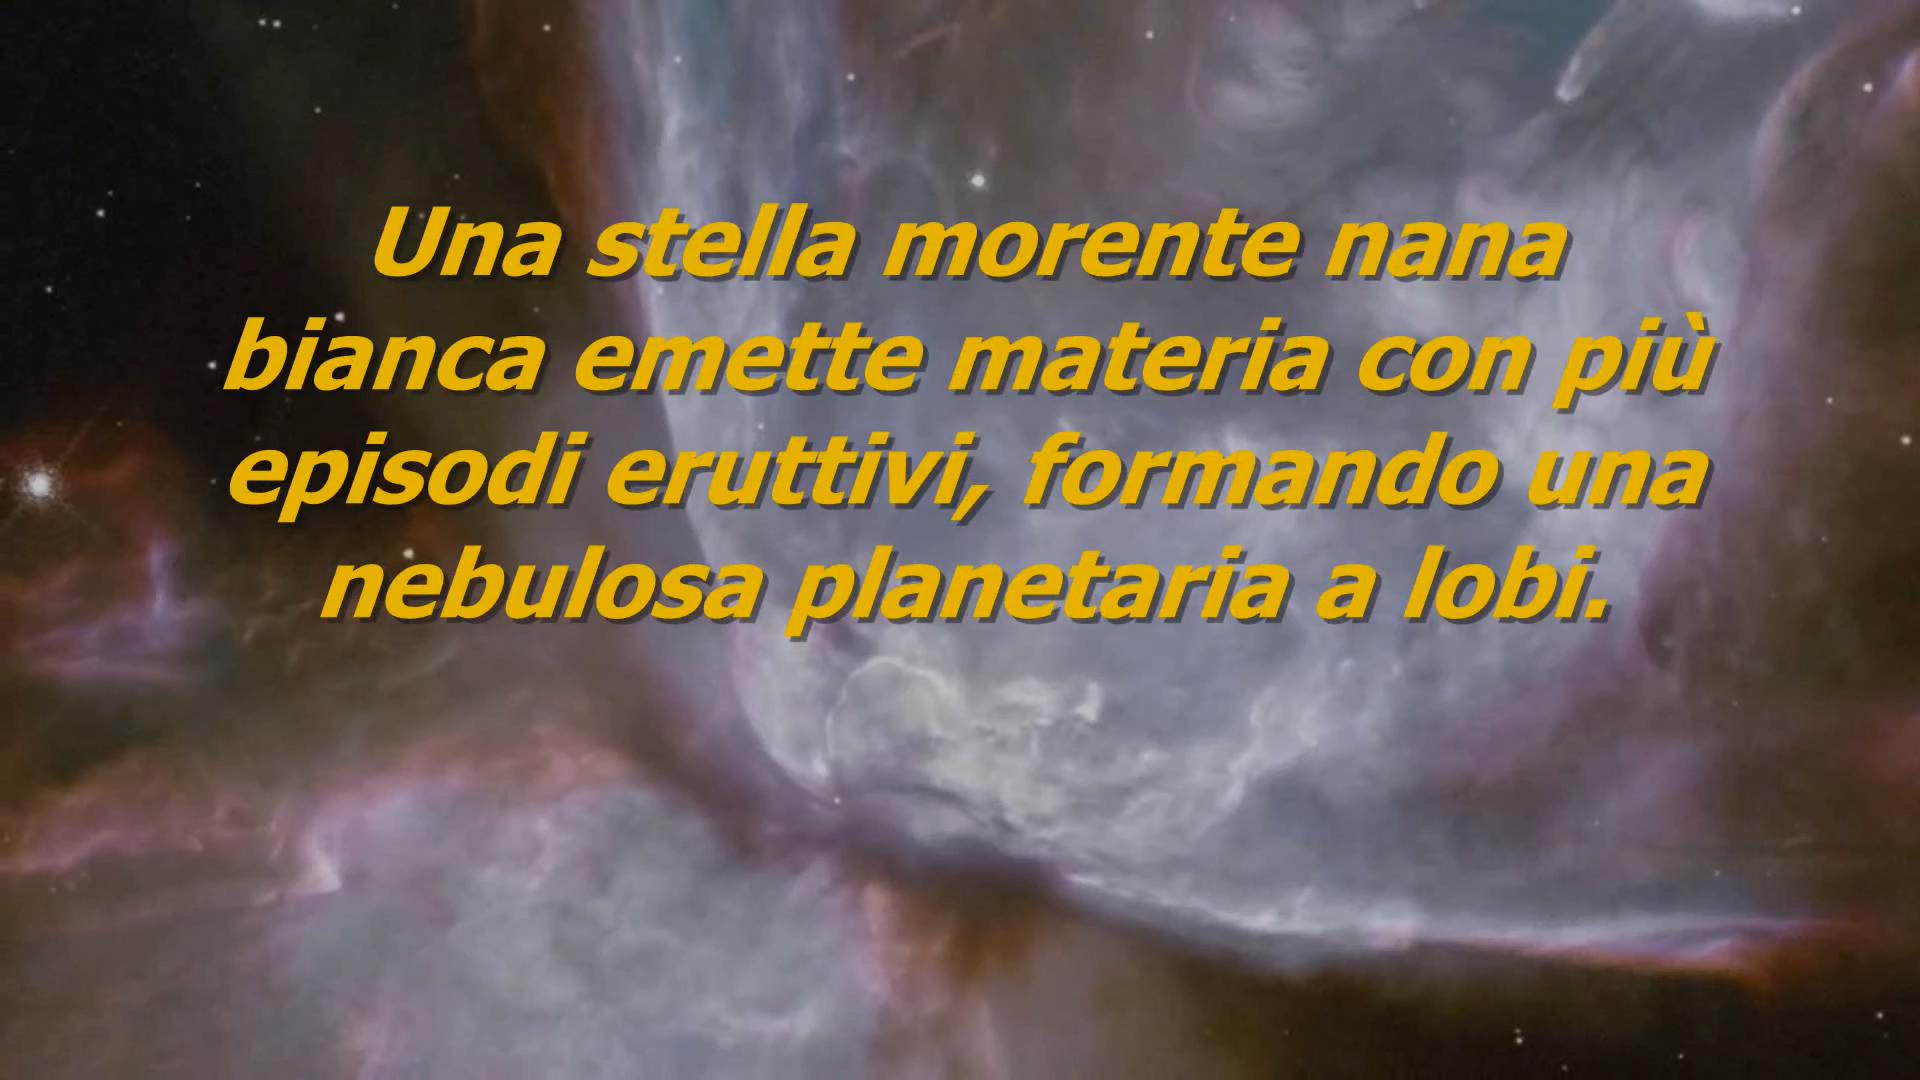 Una stella morente nana
bianca emette materia con più
episodi eruttivi, formando una
nebulosa planetaria a lobi.